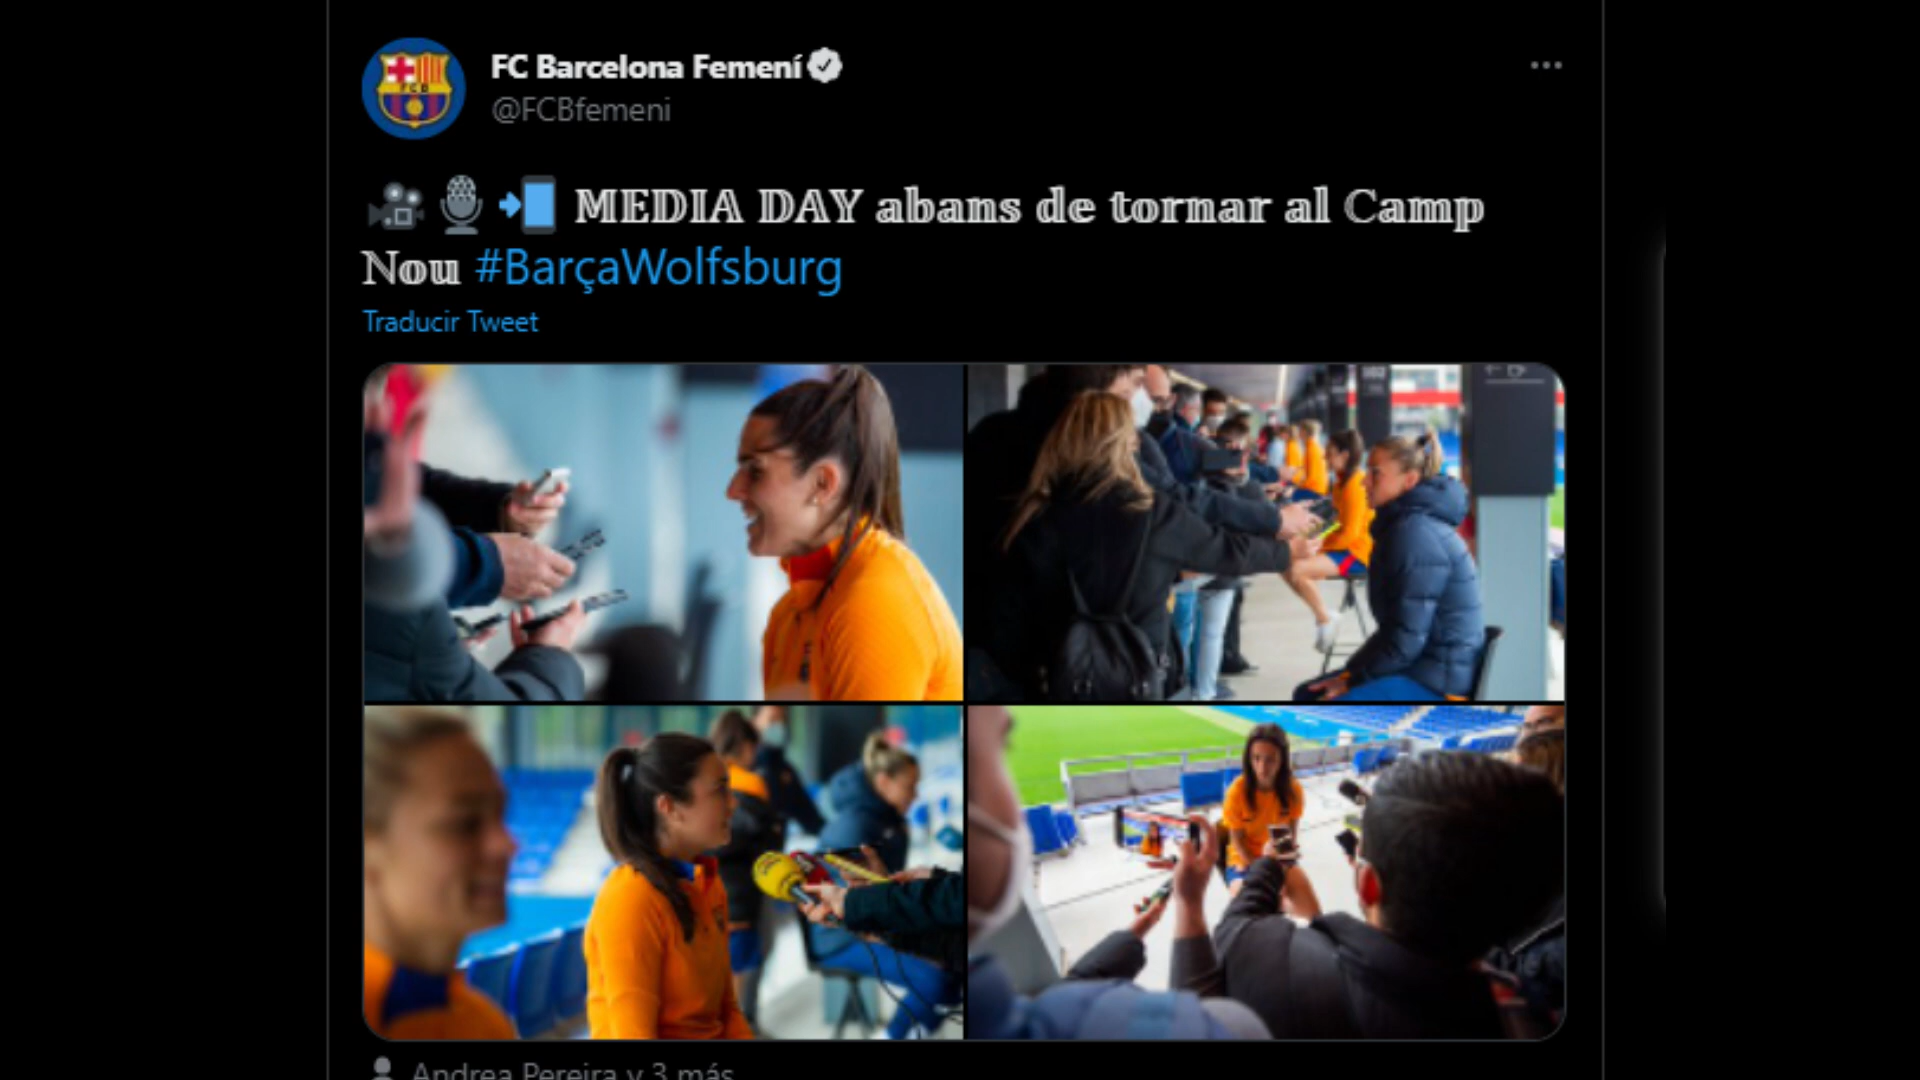 FC Barcelona Femení
@FCBfemeni
MEDIA DAY abans de tornar al Camp
Nou #BarçaWolfsburg
Traducir Tweet
Andrea Pereira y 3 más